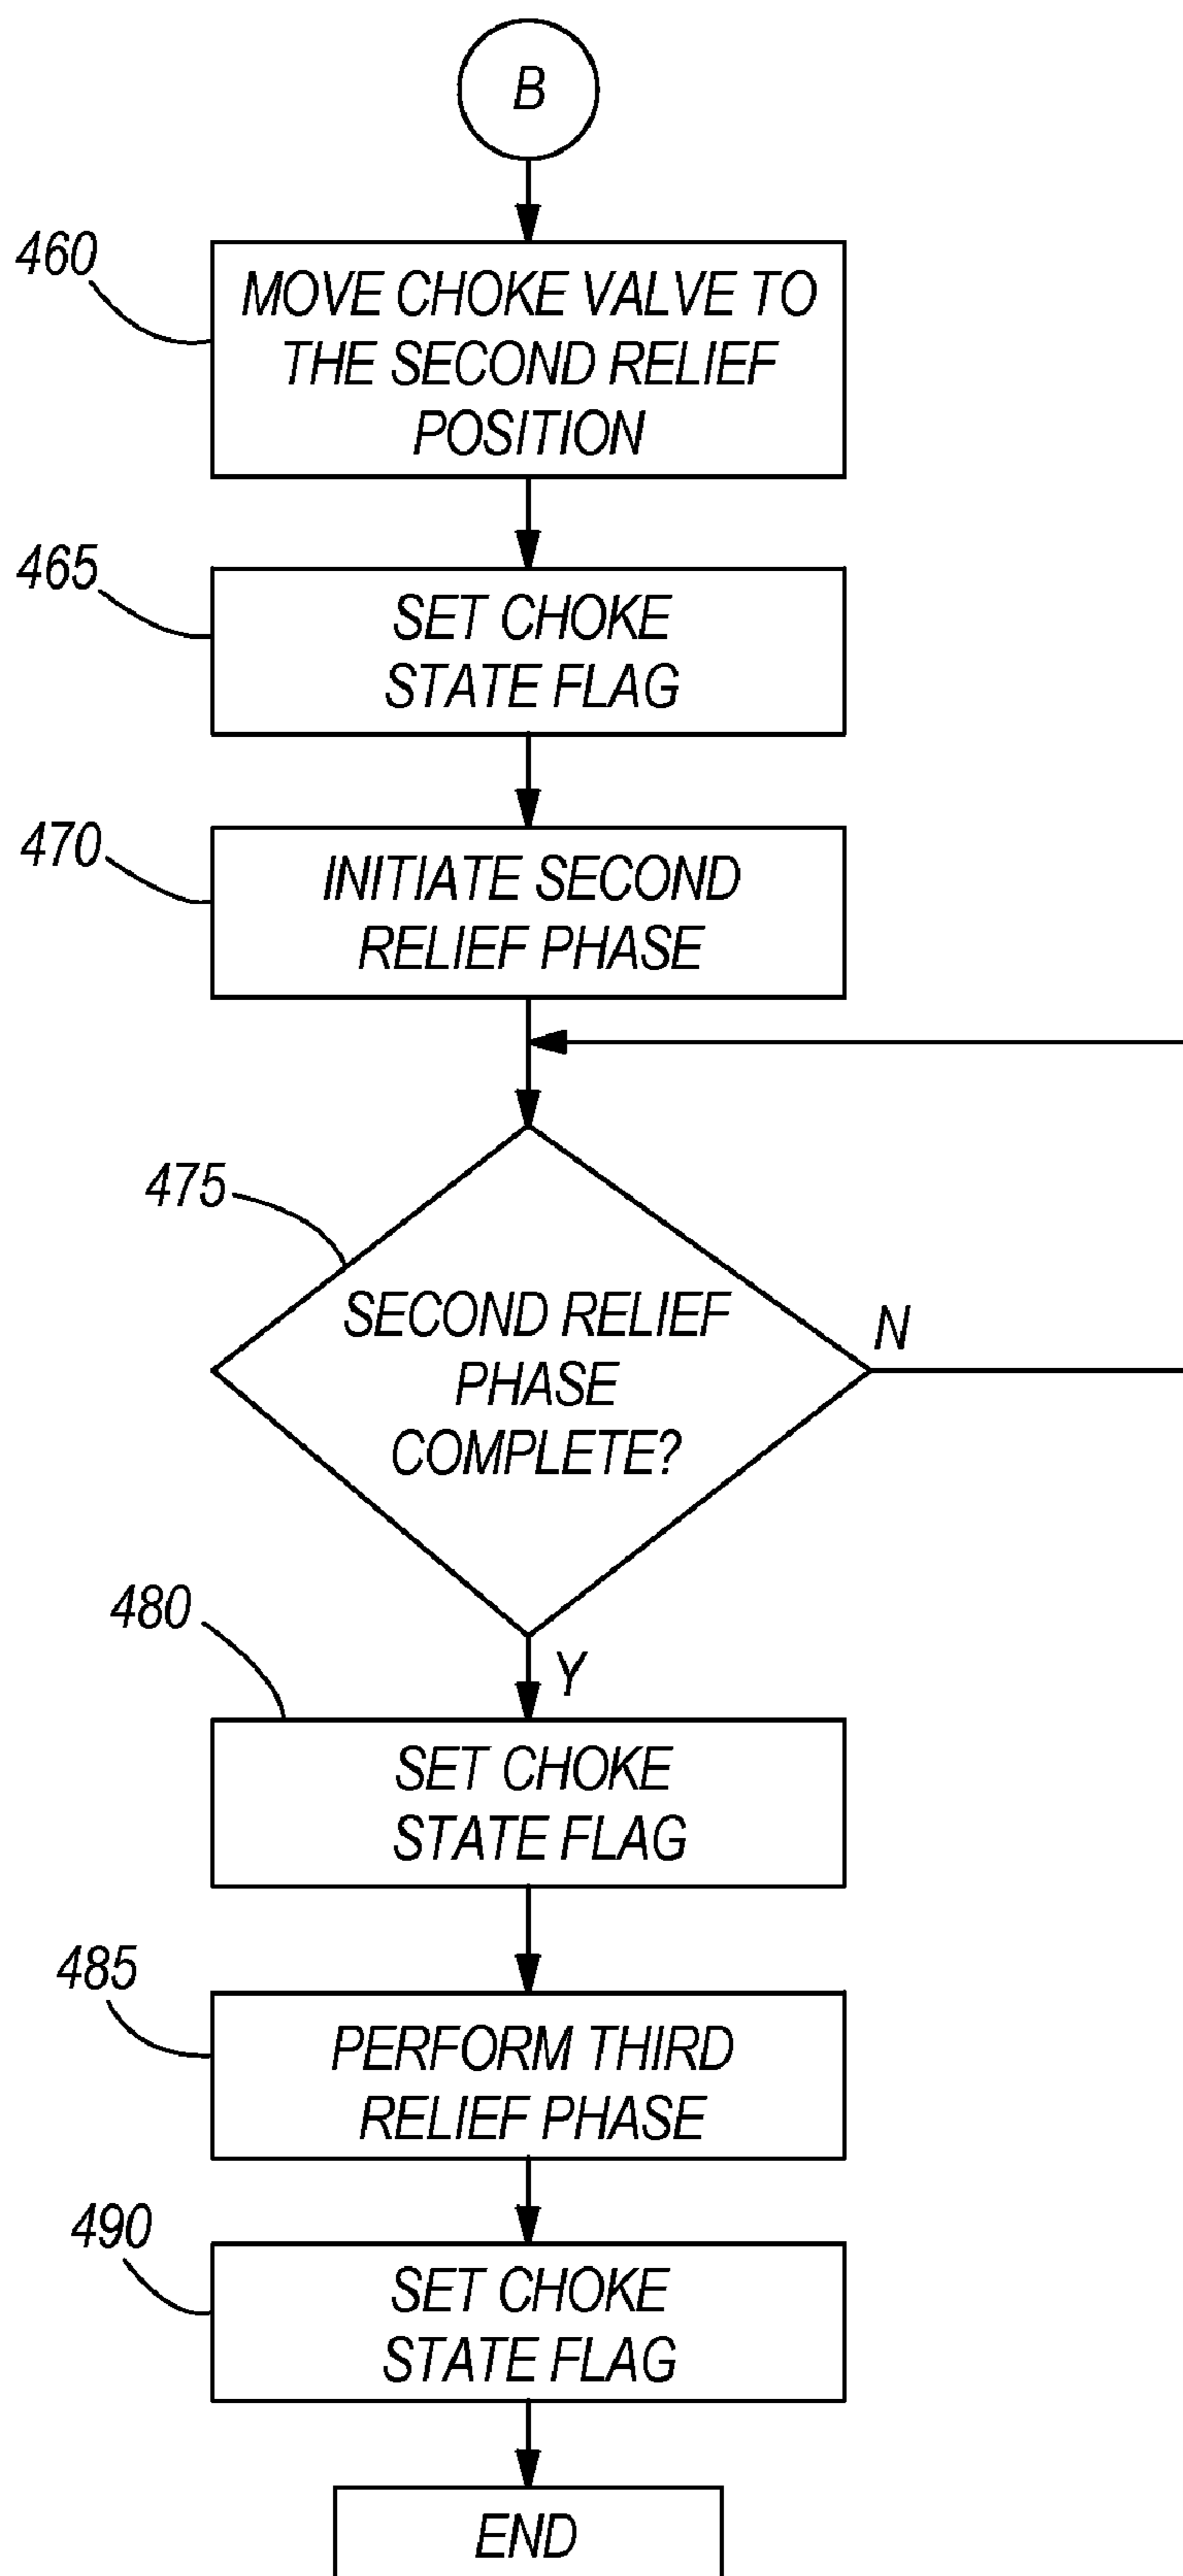 B
460
MOVE CHOKE VALVE TO
THE SECOND RELIEF
POSITION
465
SET CHOKE
STATE FLAG
470
INITIATE SECOND
RELIEF PHASE
475
SECOND RELIEF
PHASE
COMPLETE?
N
Y
480
SET CHOKE
STATE FLAG
485
PERFORM THIRD
RELIEF PHASE
490
SET CHOKE
STATE FLAG
END